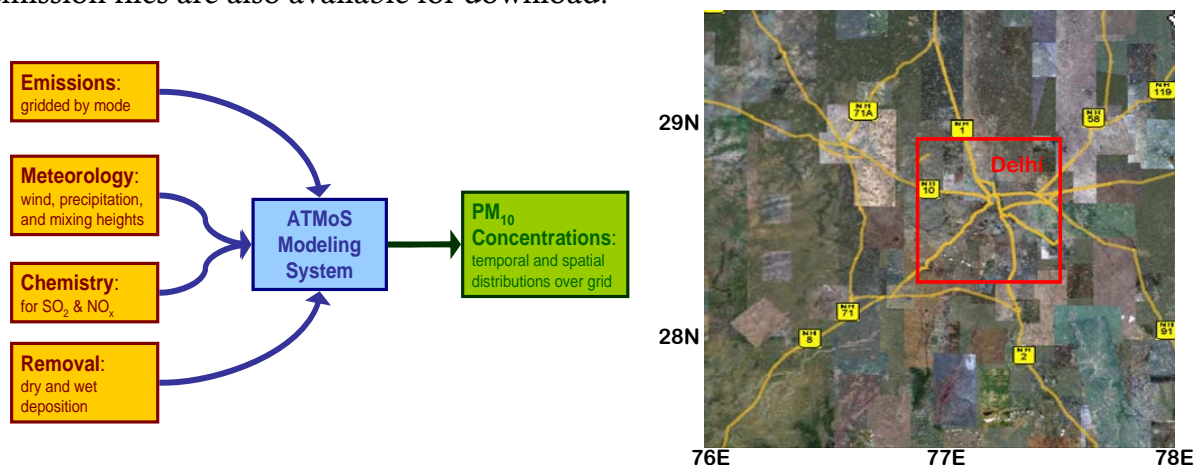 emission files are also available for download.
Emissions:
gridded by mode
Meteorology:
wind, precipitation,
and mixing heights
Chemistry:
for SO₂ & NOₓ
Removal:
dry and wet
deposition
ATMoS
Modeling
System
PM₁₀
Concentrations:
temporal and spatial
distributions over grid
29N
28N
76E
77E
78E
Delhi
NH
71A
NH
1
NH
58
NH
119
NH
10
NH
71
NH
8
NH
2
NH
91